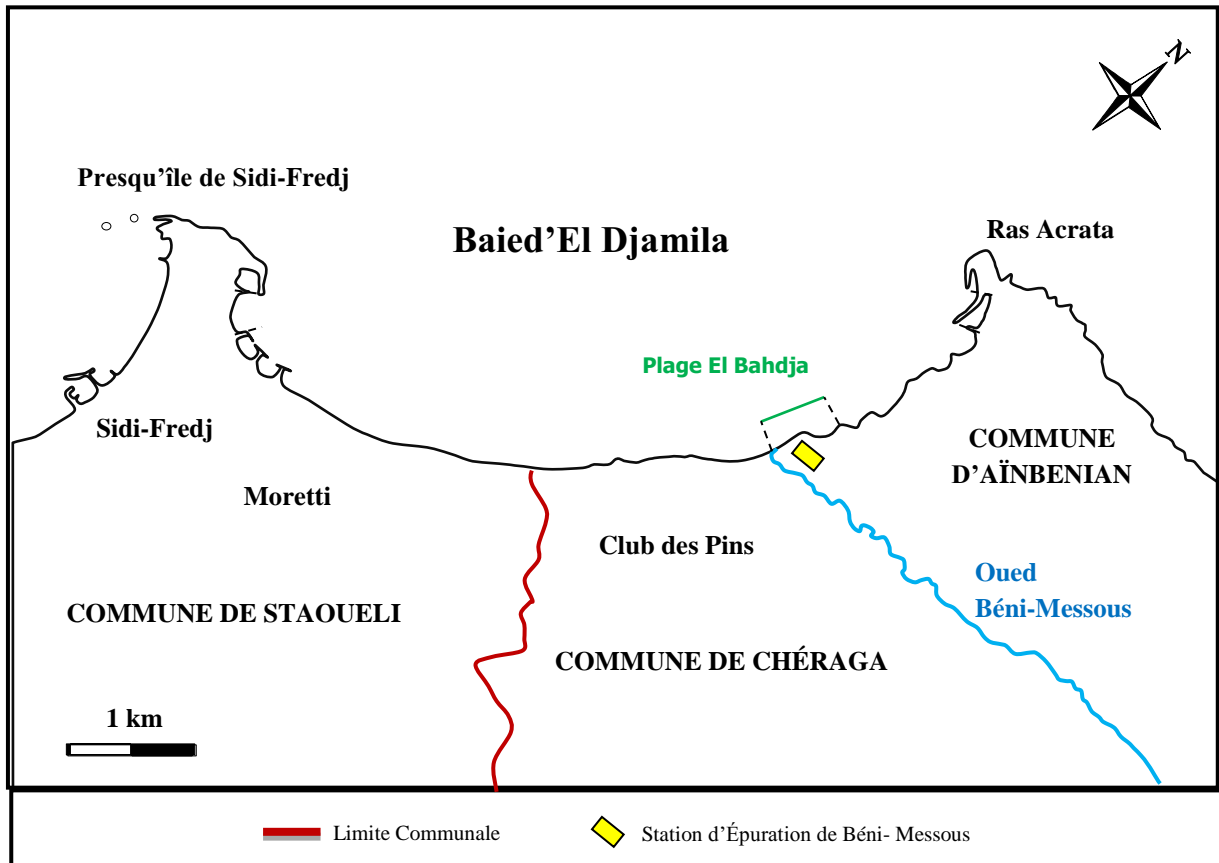 N
Presqu’île de Sidi-Fredj
Baied’El Djamila
Ras Acrata
Plage El Bahdja
Sidi-Fredj
COMMUNE
D’AÏNBENIAN
Moretti
Club des Pins
Oued
Béni-Messous
COMMUNE DE STAOUELI
COMMUNE DE CHÉRAGA
1 km
Limite Communale
Station d’Épuration de Béni- Messous